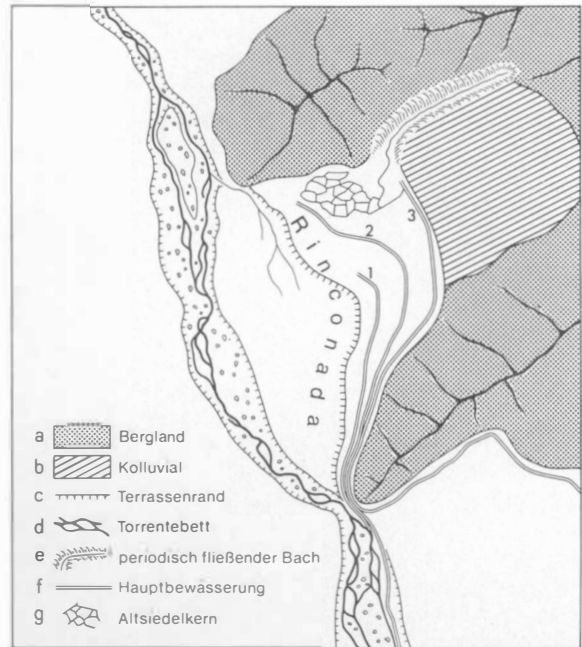 3
2
1
Rinconada
a Bergland
b Kolluvial
c Terrassenrand
d Torrentebett
e periodisch fließender Bach
f Hauptbewässerung
g Altsiedelkern